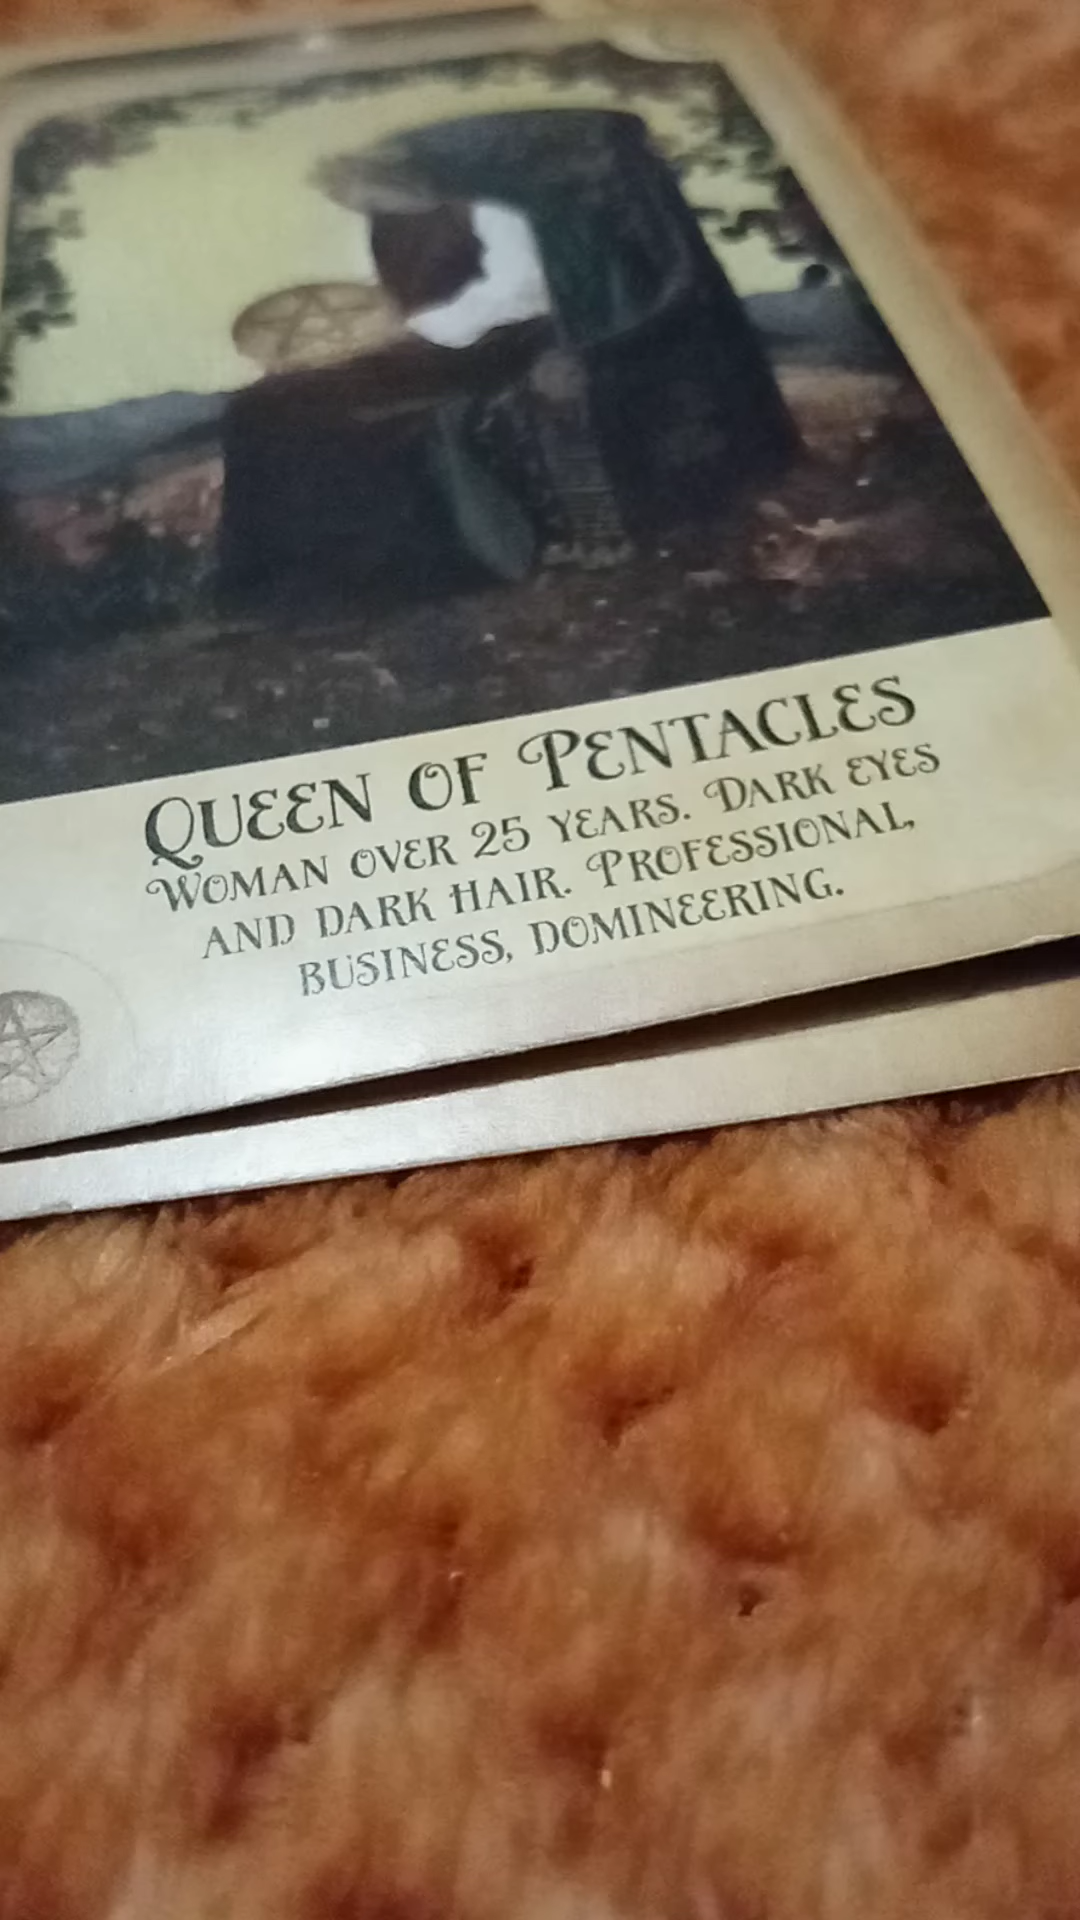 Queen of Pentacles
Woman over 25 years. Dark eyes
and dark hair. Professional,
business, domineering.